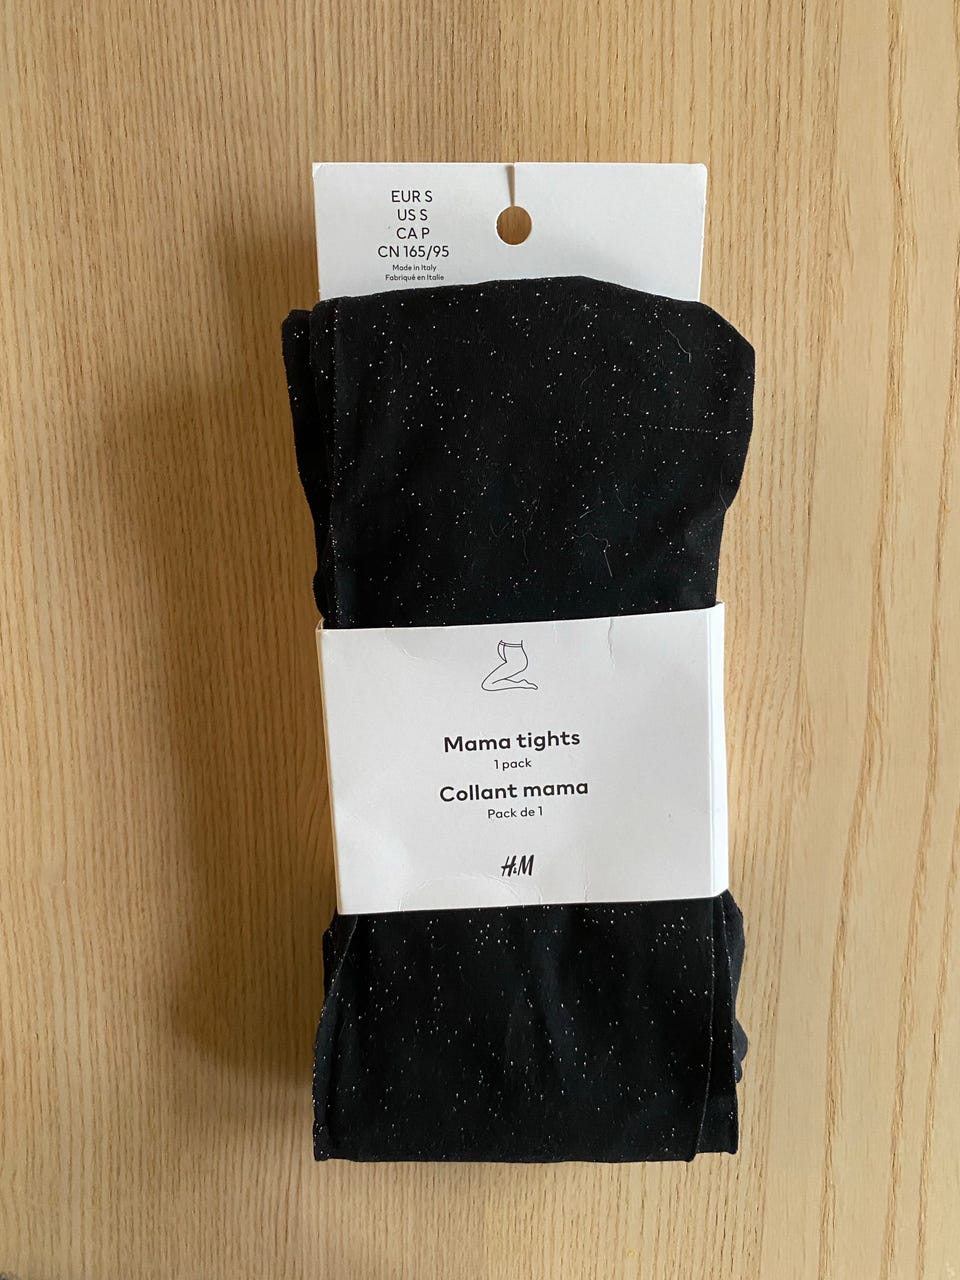 EUR S
US S
CA P
CN 165/95
Made in Italy
Fabriqué en Italie
Mama tights
1 pack
Collant mama
Pack de 1
H&M